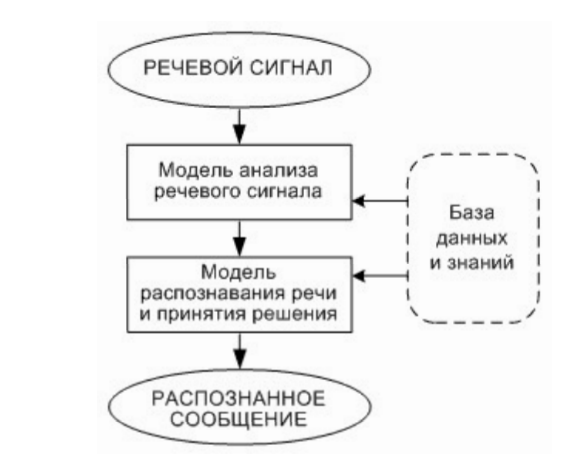 РЕЧЕВОЙ СИГНАЛ
Модель анализа
речевого сигнала
База
данных
и знаний
Модель
распознавания речи
и принятия решения
РАСПОЗНАННОЕ
СООБЩЕНИЕ